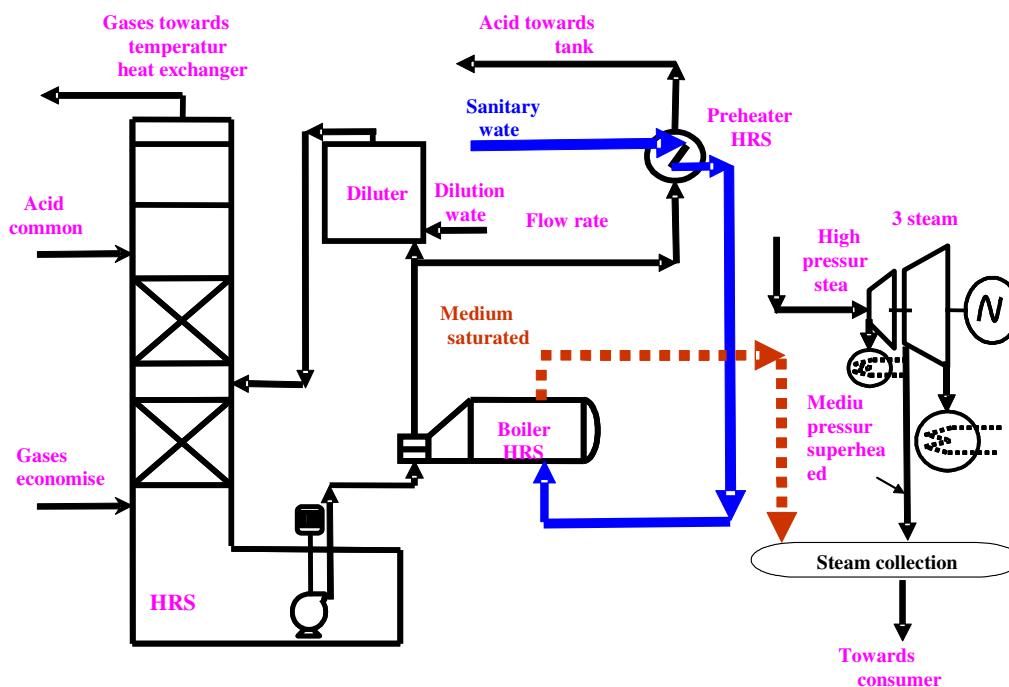 Gases towards
temperatur
heat exchanger
Acid towards
tank
Sanitary
wate
Preheater
HRS
Diluter
Dilution
wate
Flow rate
Acid
common
3 steam
High
pressur
stea
Medium
saturated
Mediu
pressur
superhea
ed
Boiler
HRS
Gases
economise
Steam collection
HRS
Towards
consumer